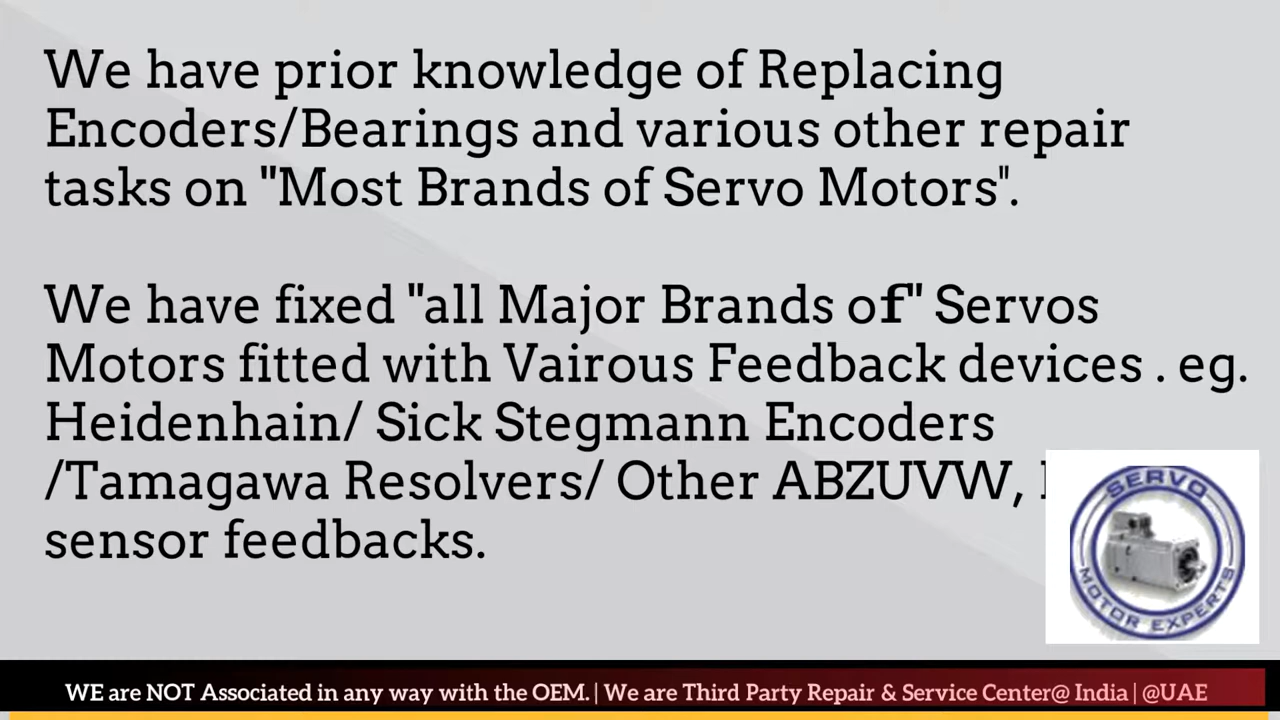 We have prior knowledge of Replacing
Encoders/Bearings and various other repair
tasks on "Most Brands of Servo Motors".
We have fixed "all Major Brands of" Servos
Motors fitted with Vairous Feedback devices . eg.
Heidenhain/ Sick Stegmann Encoders
/Tamagawa Resolvers/ Other ABZUVW,
sensor feedbacks.
SERVO
MOTOR EXPERTS
WE are NOT Associated in any way with the OEM. | We are Third Party Repair & Service Center@ India | @UAE